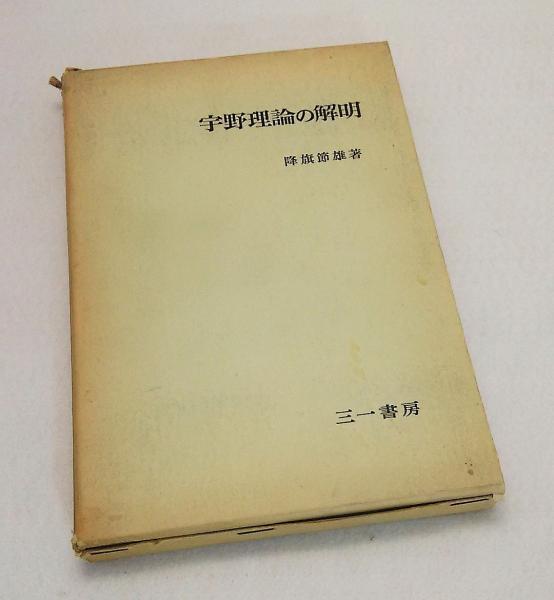 宇野理論の解明
降旗節雄著
三一書房